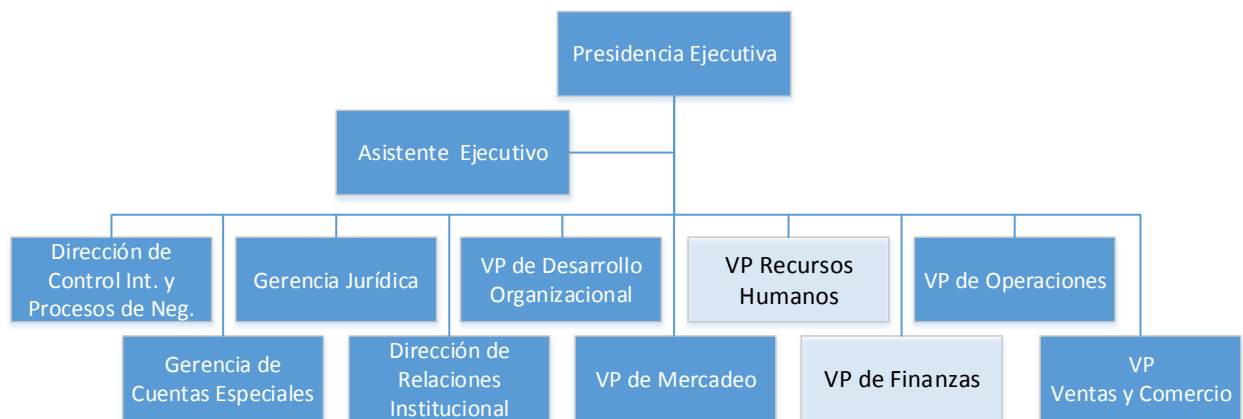 Presidencia Ejecutiva
Asistente Ejecutivo
Dirección de
Control Int. y
Procesos de Neg.
Gerencia Jurídica
VP de Desarrollo
Organizacional
VP Recursos
Humanos
VP de Operaciones
Gerencia de
Cuentas Especiales
Dirección de
Relaciones
Institucional
VP de Mercadeo
VP de Finanzas
VP
Ventas y Comercio